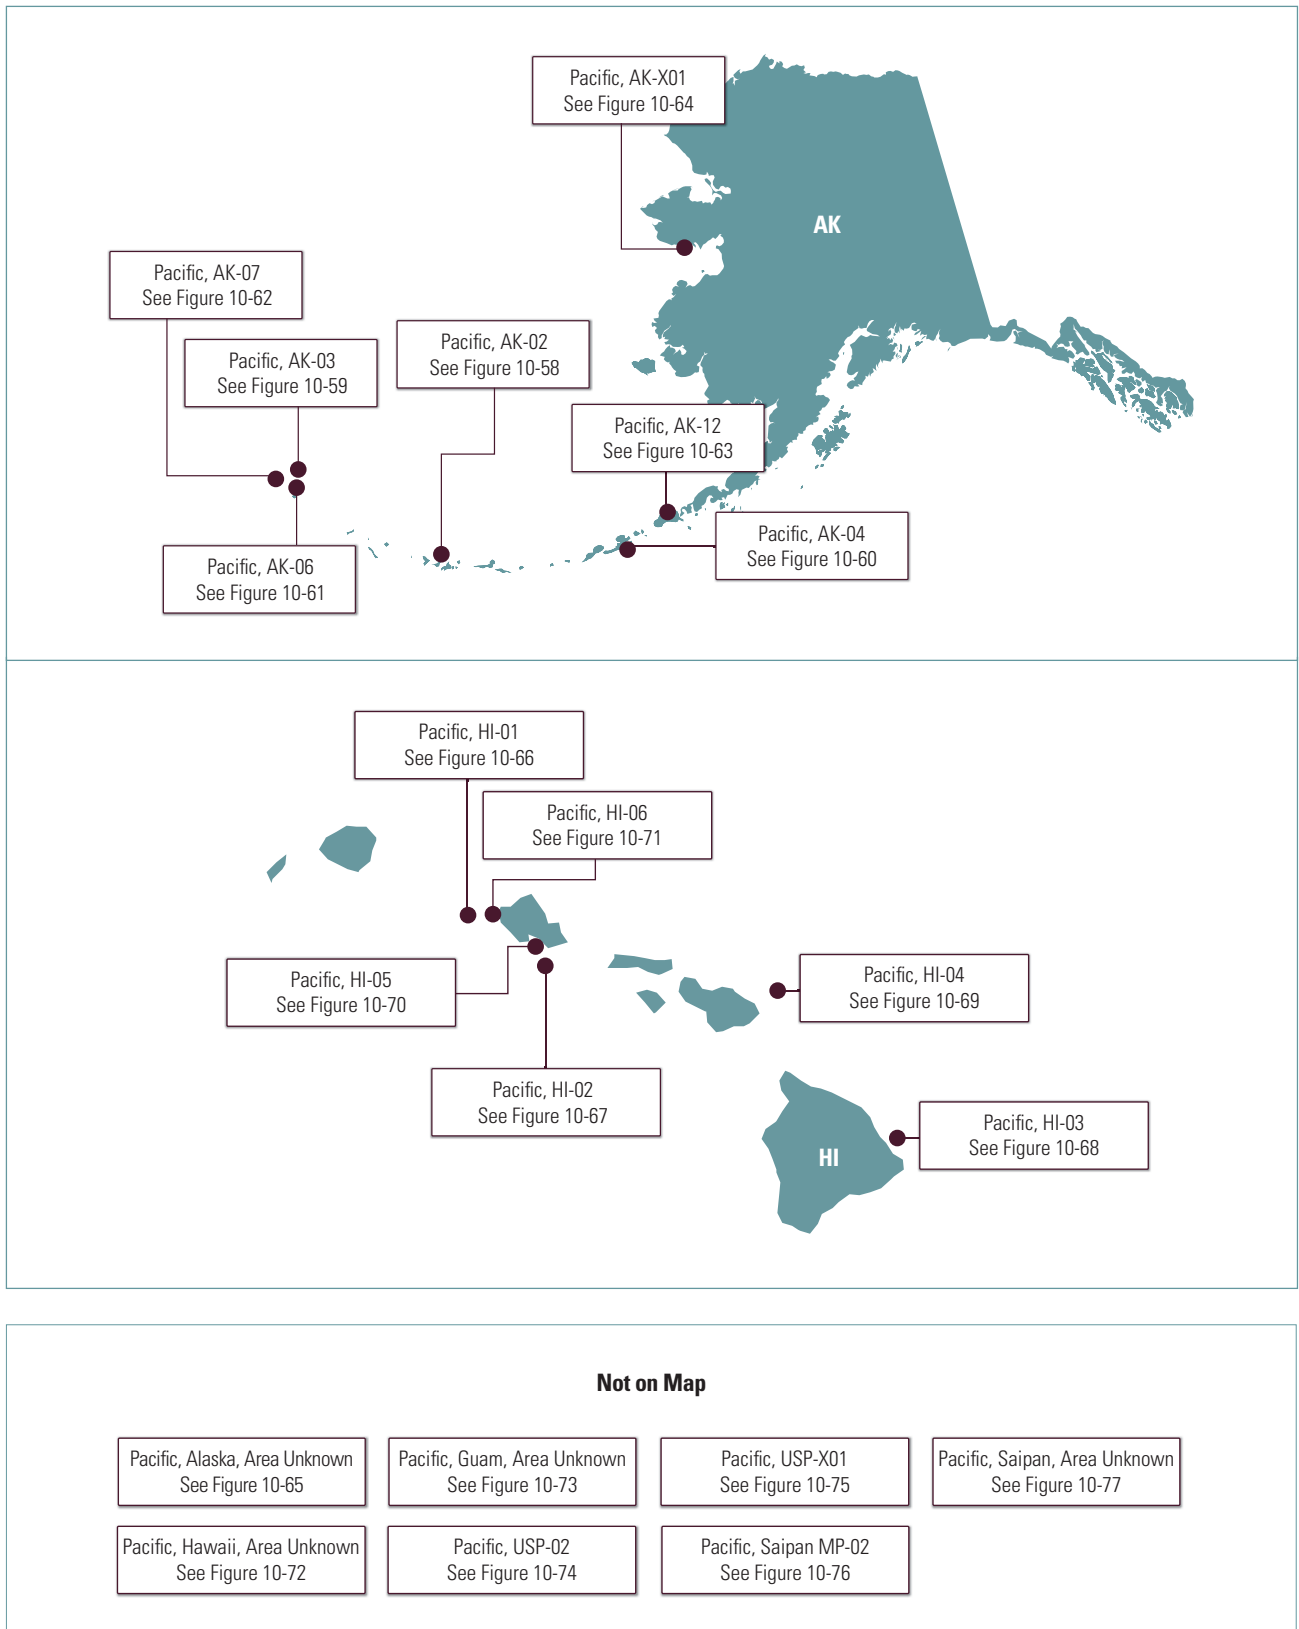 Pacific, AK-X01
See Figure 10-64
AK
Pacific, AK-07
See Figure 10-62
Pacific, AK-03
See Figure 10-59
Pacific, AK-02
See Figure 10-58
Pacific, AK-12
See Figure 10-63
Pacific, AK-04
See Figure 10-60
Pacific, AK-06
See Figure 10-61
Pacific, HI-01
See Figure 10-66
Pacific, HI-06
See Figure 10-71
Pacific, HI-05
See Figure 10-70
Pacific, HI-04
See Figure 10-69
Pacific, HI-02
See Figure 10-67
Pacific, HI-03
See Figure 10-68
HI
Not on Map
Pacific, Alaska, Area Unknown
See Figure 10-65
Pacific, Guam, Area Unknown
See Figure 10-73
Pacific, USP-X01
See Figure 10-75
Pacific, Saipan, Area Unknown
See Figure 10-77
Pacific, Hawaii, Area Unknown
See Figure 10-72
Pacific, USP-02
See Figure 10-74
Pacific, Saipan MP-02
See Figure 10-76